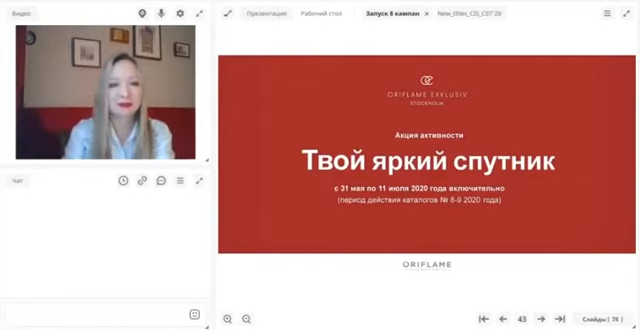 Видео
Презентация
Рабочий стол
Запуск 8 кампан ×
New_titles_CIS_C07'20
ORIFLAME EXKLUSIV
STOCKHOLM
Акция активности
Твой яркий спутник
с 31 мая по 11 июля 2020 года включительно
(период действия каталогов № 8-9 2020 года)
Чат
ORIFLAME
43
Слайды ( 78 )